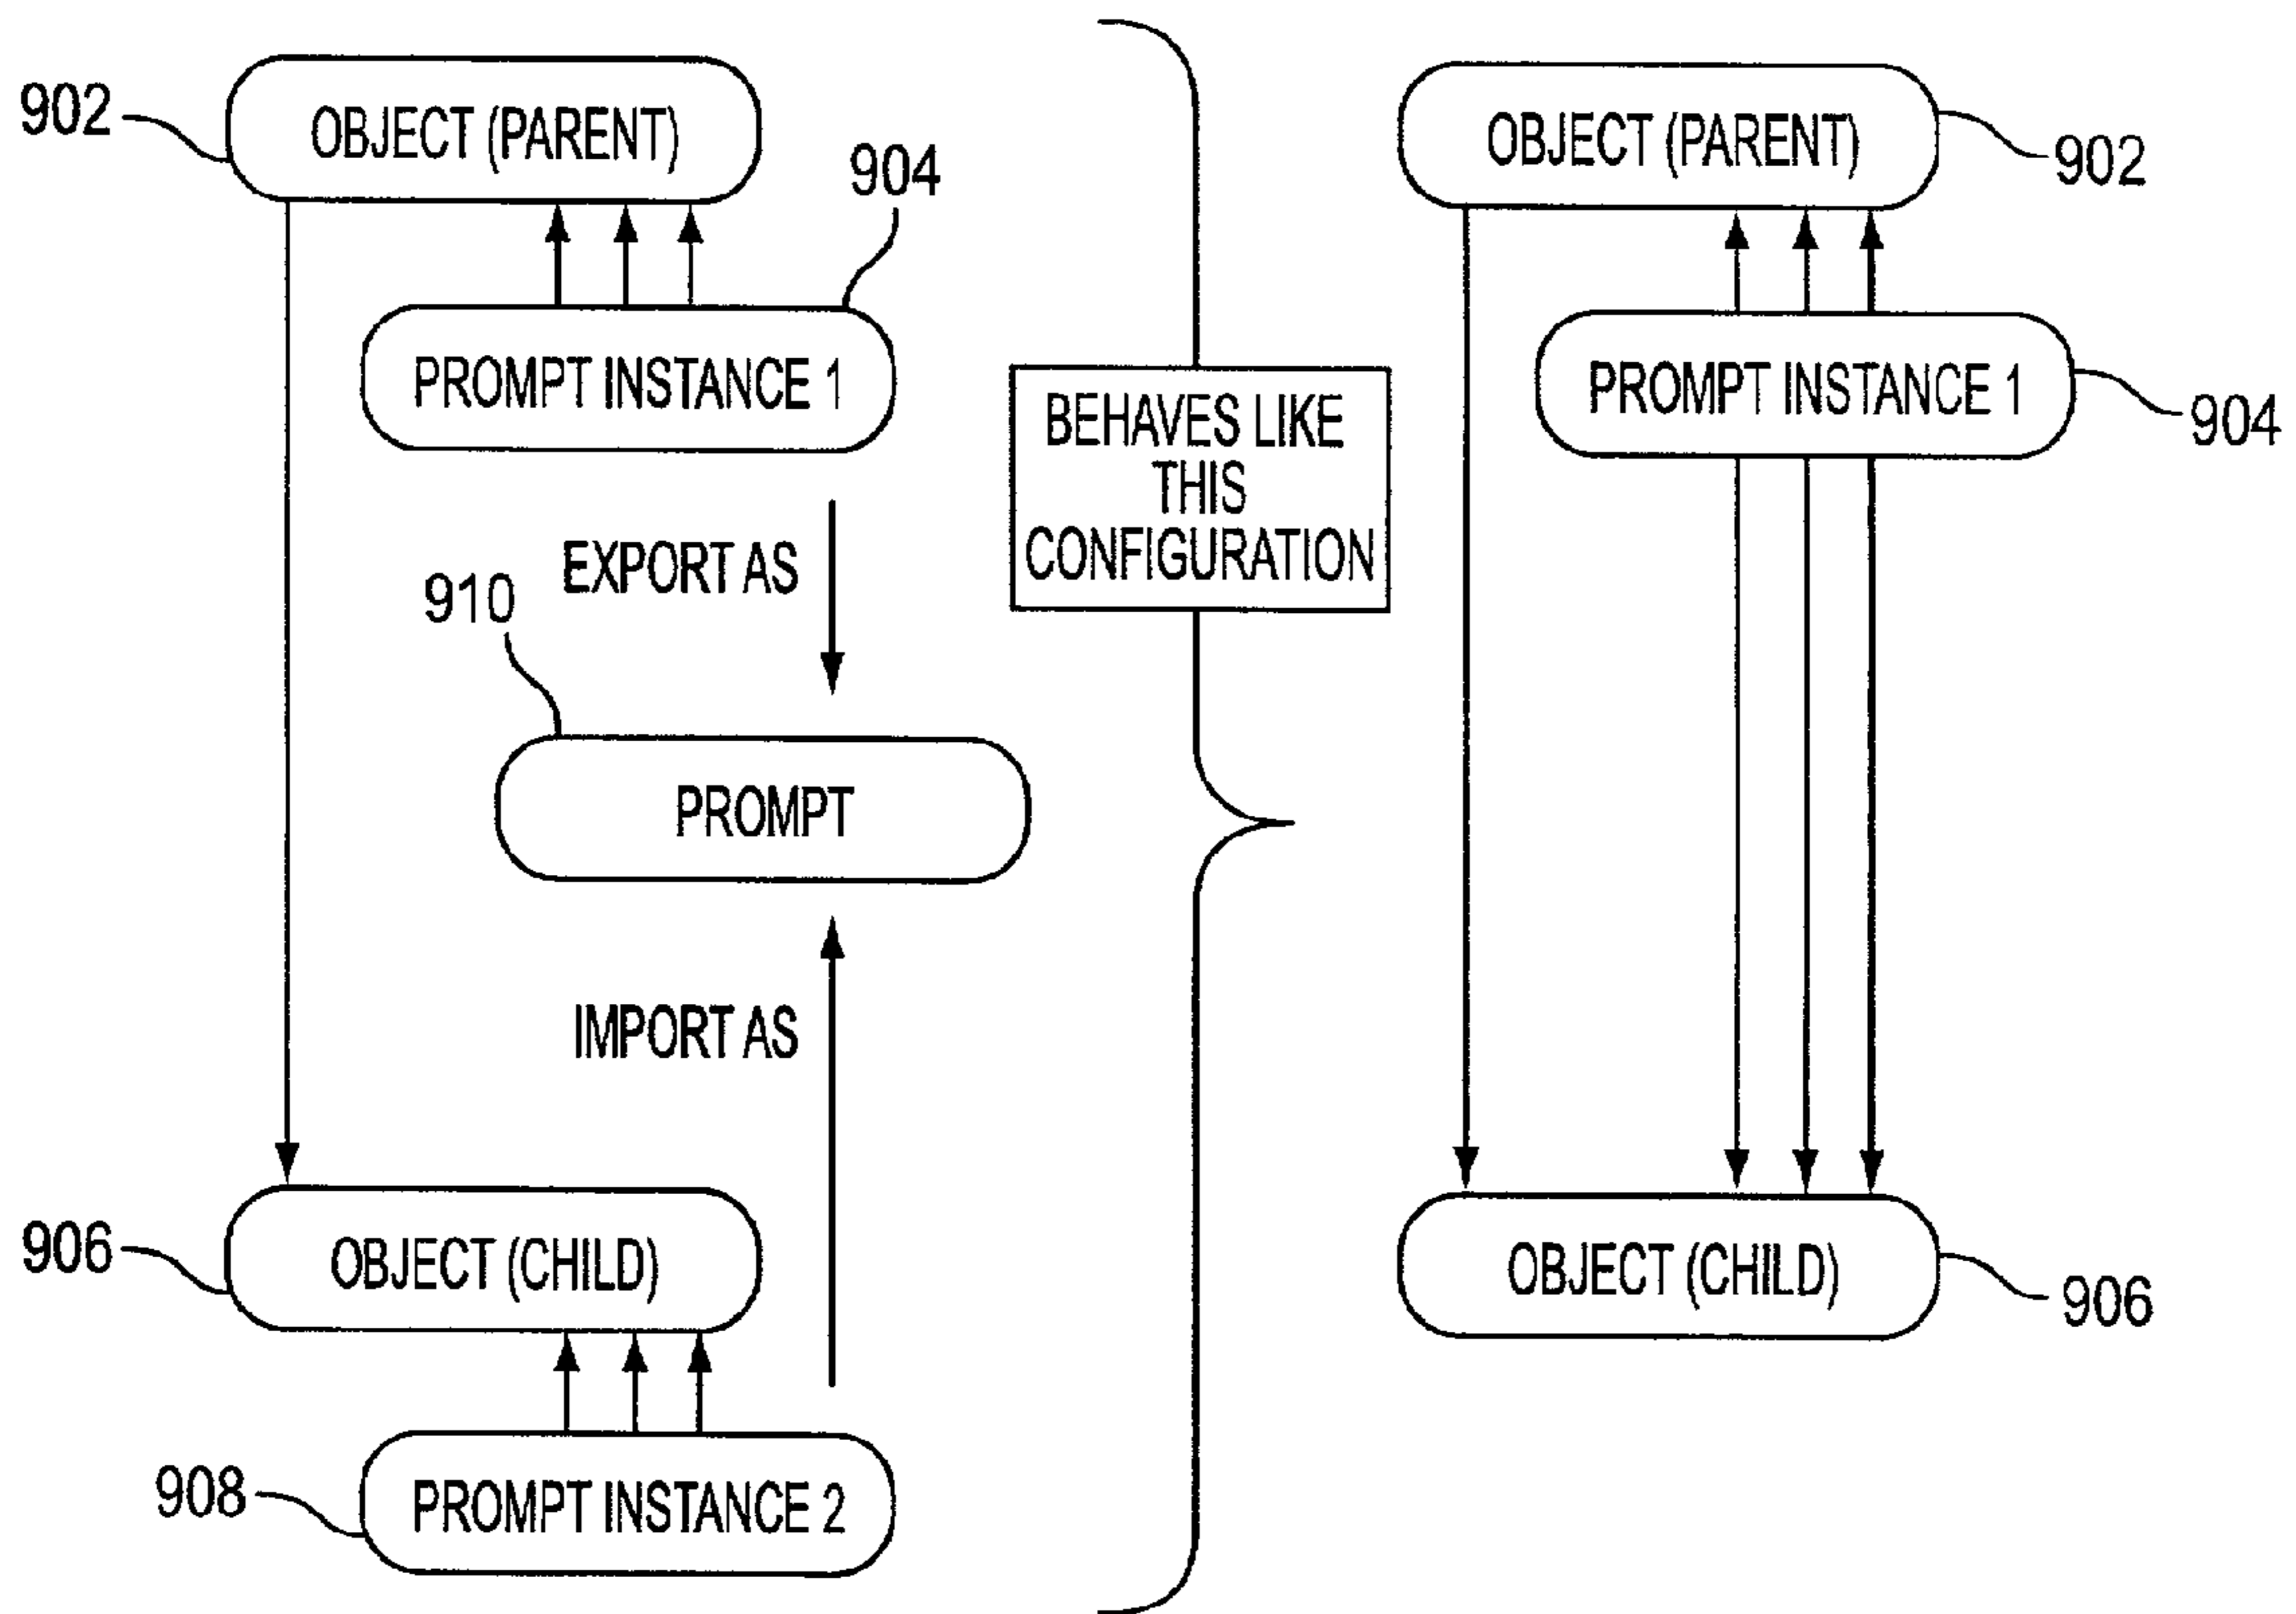 902
OBJECT (PARENT)
904
PROMPT INSTANCE 1
EXPORT AS
910
PROMPT
IMPORT AS
906
OBJECT (CHILD)
908
PROMPT INSTANCE 2
BEHAVES LIKE
THIS
CONFIGURATION
OBJECT (PARENT)
902
PROMPT INSTANCE 1
904
OBJECT (CHILD)
906